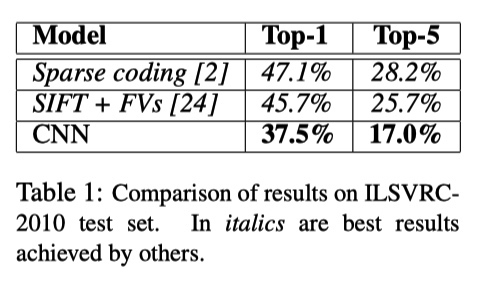 Model Top-1 Top-5
Sparse coding [2] 47.1% 28.2%
SIFT + FVs [24] 45.7% 25.7%
CNN 37.5% 17.0%
Table 1: Comparison of results on ILSVRC-
2010 test set. In italics are best results
achieved by others.